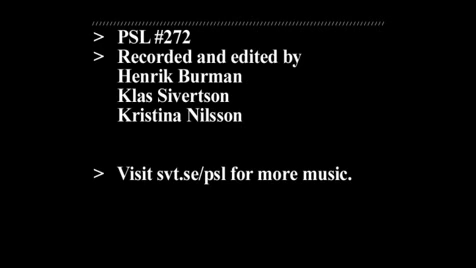 > PSL #272
> Recorded and edited by
Henrik Burman
Klas Sivertson
Kristina Nilsson
> Visit svt.se/psl for more music.